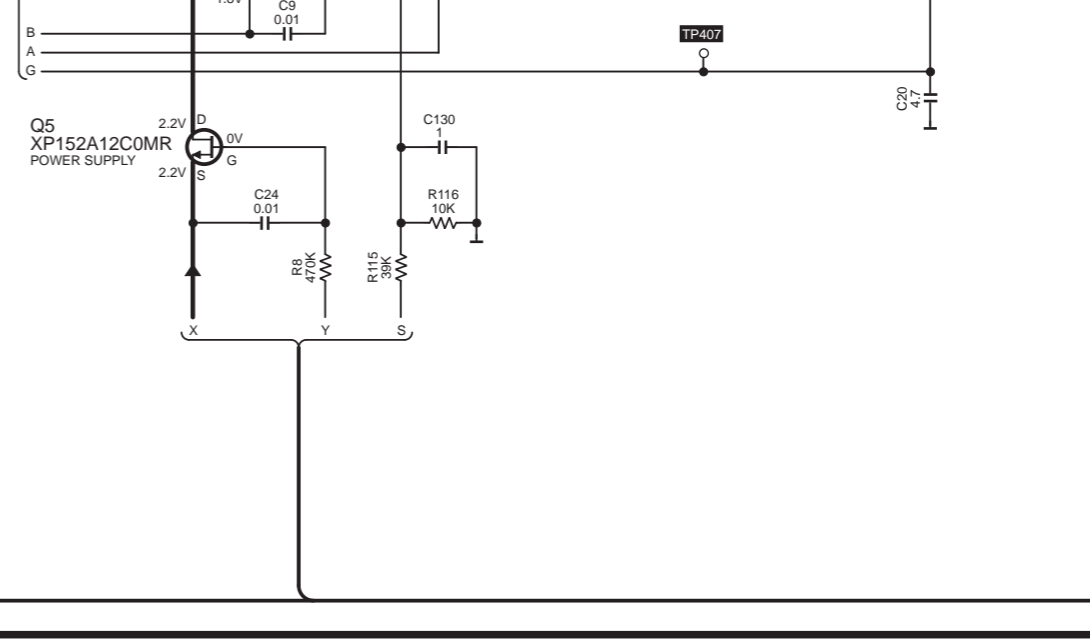 C9
0.01
B
A
G
TP407
C20
4.7
Q5
XP152A12C0MR
POWER SUPPLY
2.2V
D
0V
G
2.2V
S
C130
1
C24
0.01
R116
10K
R8
470K
R115
39K
X
Y
S